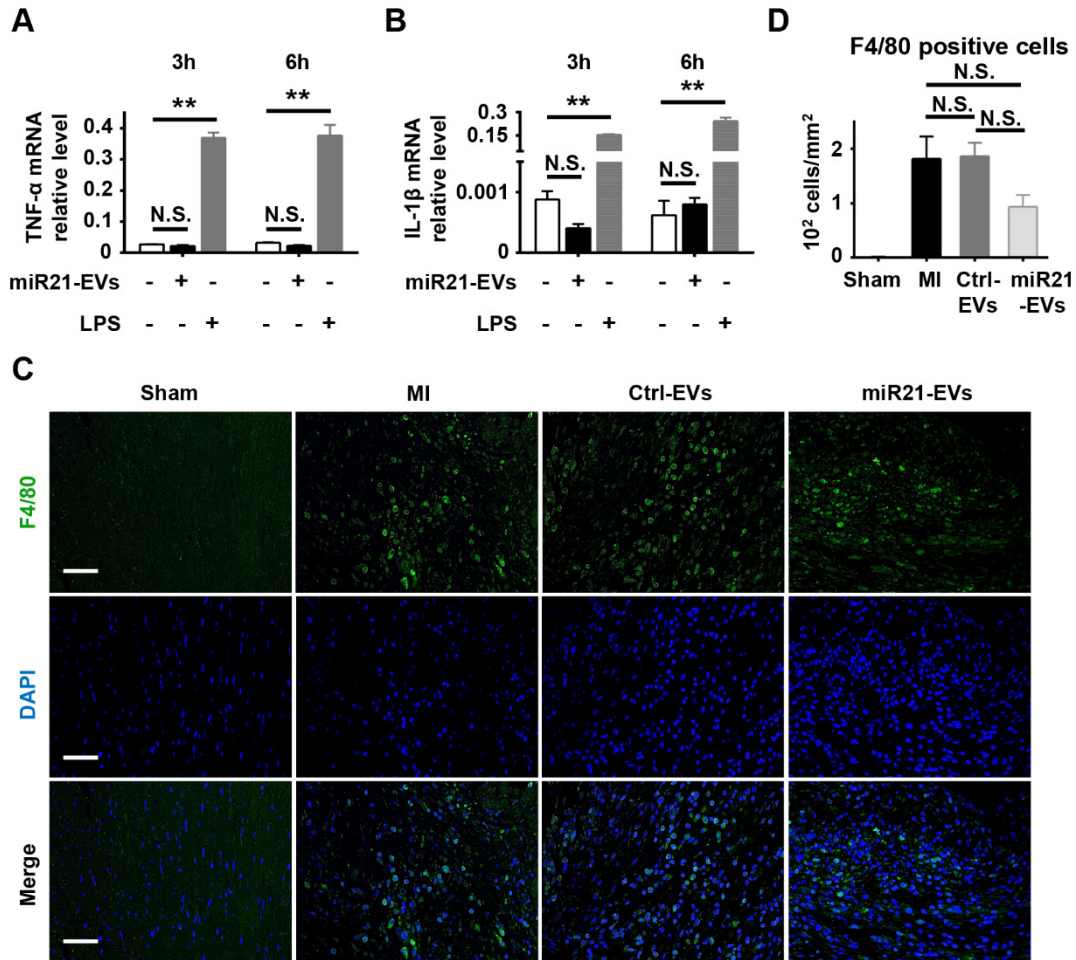 A
3h
6h
**
**
TNF-α mRNA
relative level
0.4
0.3
0.2
0.1
0
N.S.
N.S.
miR21-EVs - + - - + -
LPS - - + - - +
B
3h
6h
**
**
IL-1β mRNA
relative level
0.3
0.15
0.001
0
N.S.
N.S.
miR21-EVs - + - - + -
LPS - - + - - +
D
F4/80 positive cells
N.S.
N.S.
N.S.
10² cells/mm²
2
1
0
Sham
MI
Ctrl-
EVs
miR21
-EVs
C
Sham
MI
Ctrl-EVs
miR21-EVs
F4/80
DAPI
Merge